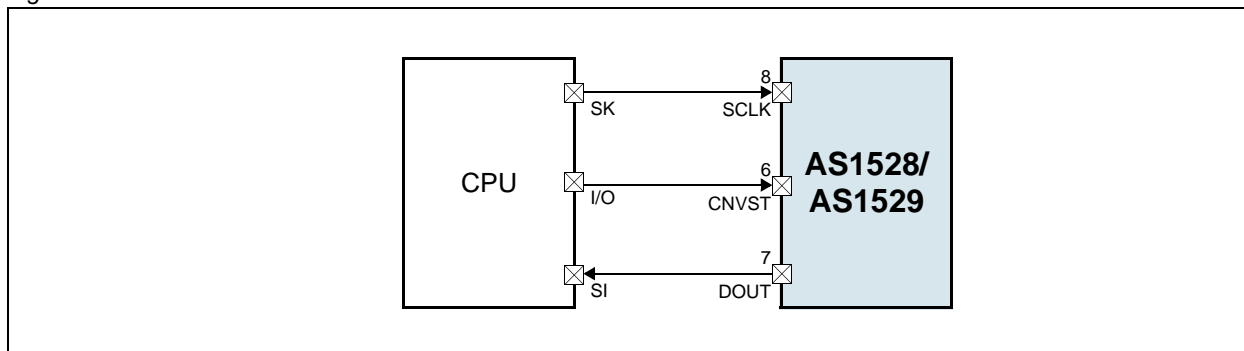 CPU
SK
8
SCLK
I/O
6
CNVST
SI
7
DOUT
AS1528/
AS1529